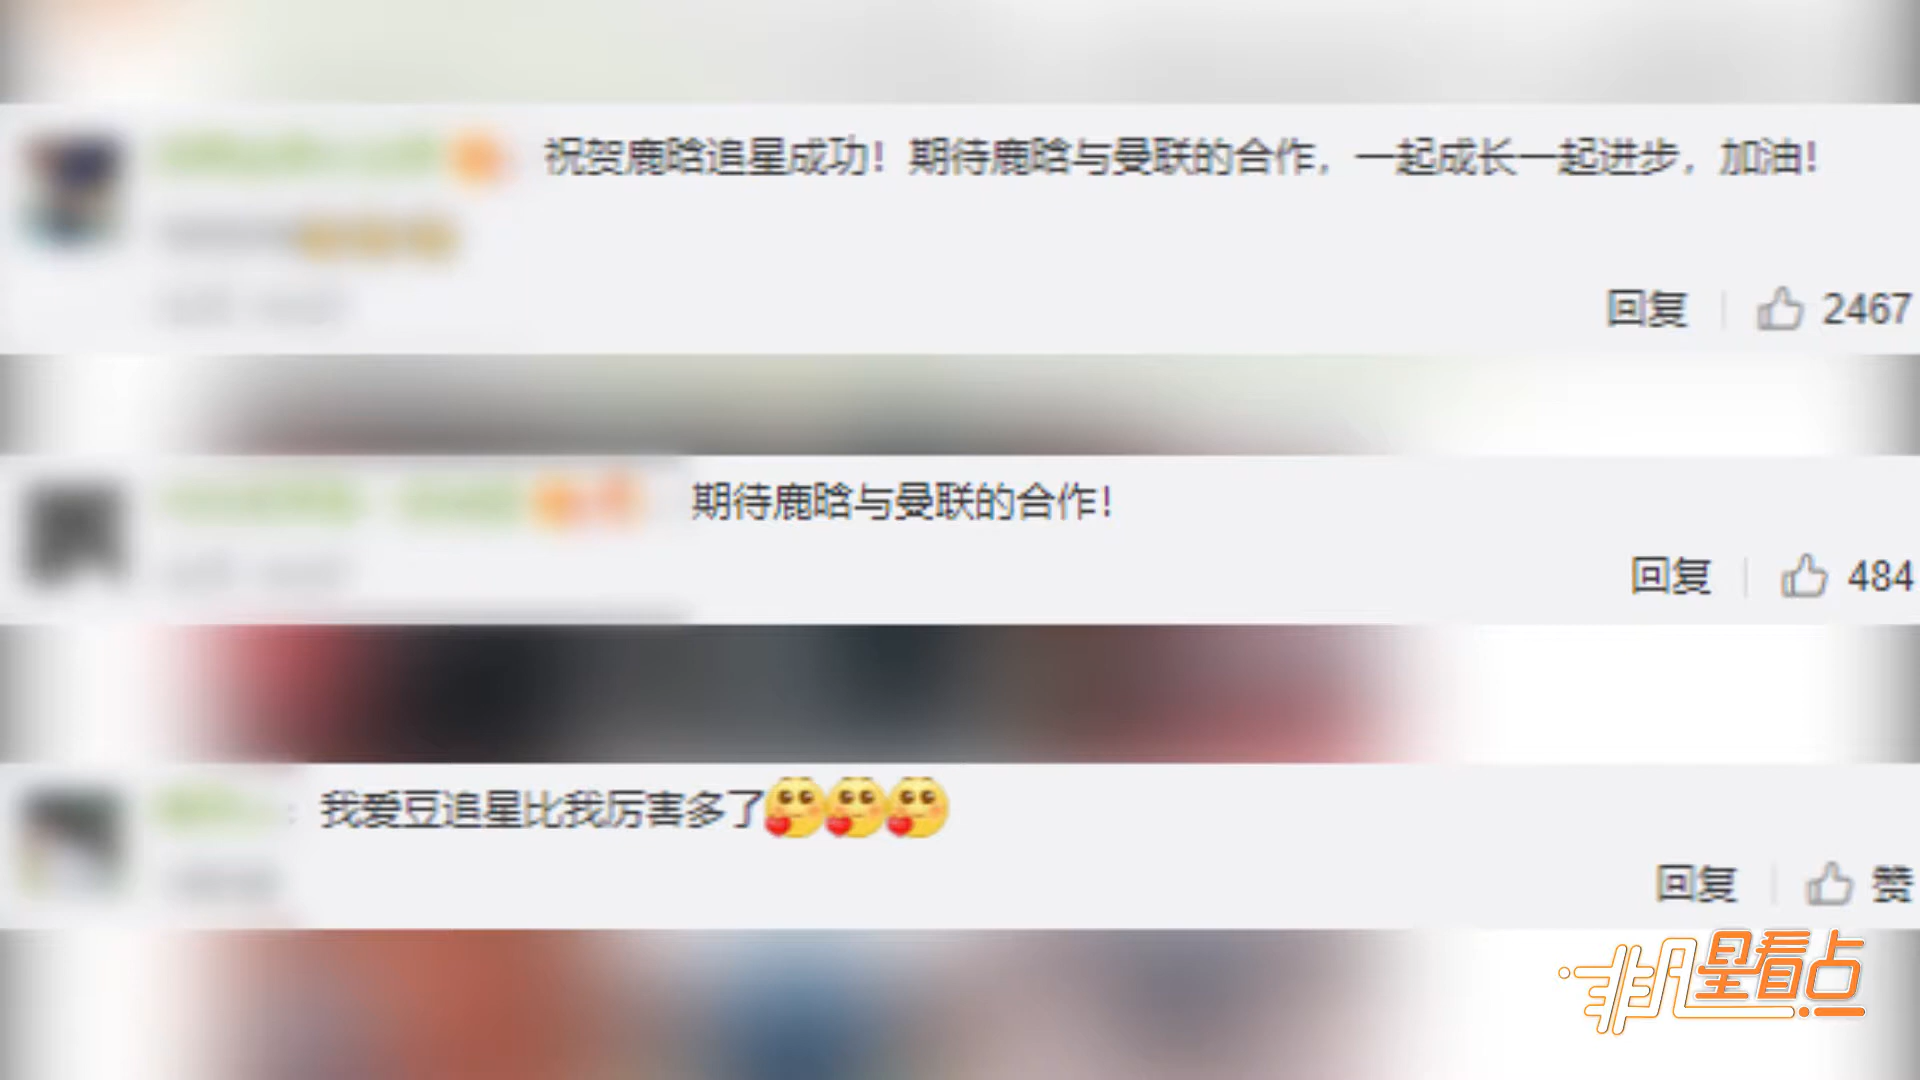 祝贺鹿晗追星成功！期待鹿晗与曼联的合作，一起成长一起进步，加油！
回复 2467
期待鹿晗与曼联的合作！
回复 484
：我爱豆追星比我厉害多了
回复 赞
非凡星看点